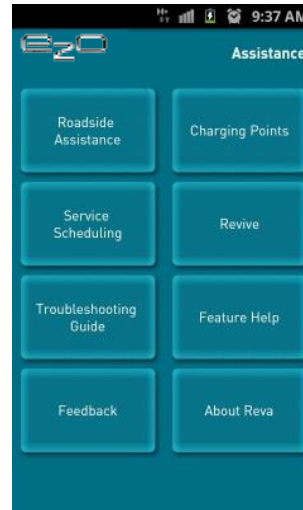 H+
9:37 AM
e2o
Assistance
Roadside
Assistance
Charging Points
Service
Scheduling
Revive
Troubleshooting
Guide
Feature Help
Feedback
About Reva